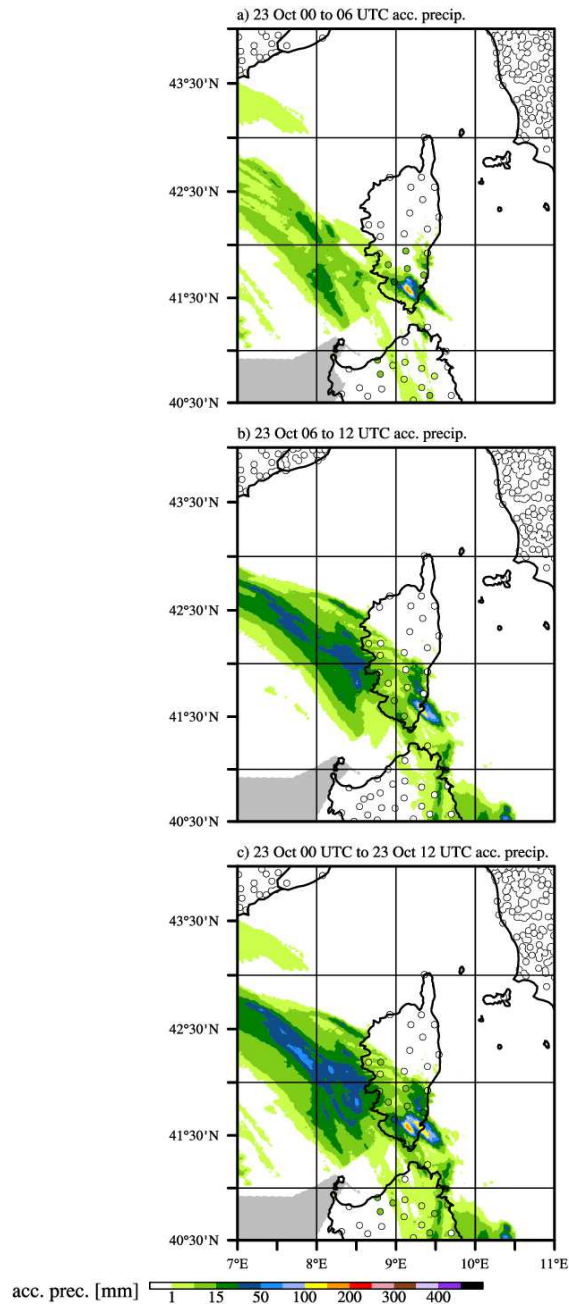 a) 23 Oct 00 to 06 UTC acc. precip.
43°30'N
42°30'N
41°30'N
40°30'N
b) 23 Oct 06 to 12 UTC acc. precip.
43°30'N
42°30'N
41°30'N
40°30'N
c) 23 Oct 00 UTC to 23 Oct 12 UTC acc. precip.
43°30'N
42°30'N
41°30'N
40°30'N
7°E 8°E 9°E 10°E 11°E
acc. prec. [mm]
1 15 50 100 200 300 400